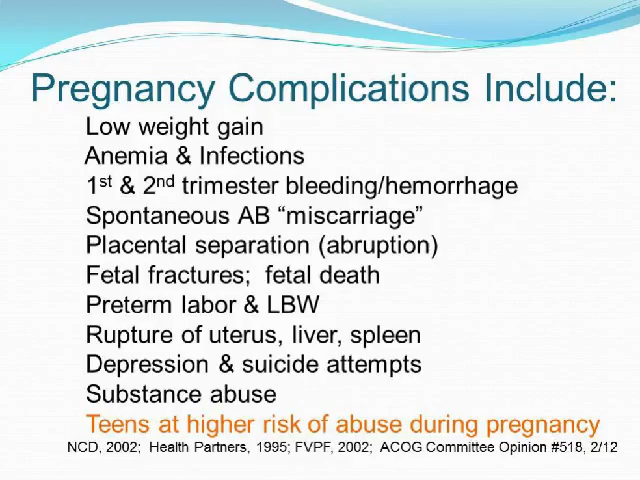 Pregnancy Complications Include:
Low weight gain
Anemia & Infections
1st & 2nd trimester bleeding/hemorrhage
Spontaneous AB “miscarriage”
Placental separation (abruption)
Fetal fractures;  fetal death
Preterm labor & LBW
Rupture of uterus, liver, spleen
Depression & suicide attempts
Substance abuse
Teens at higher risk of abuse during pregnancy
NCD, 2002;  Health Partners, 1995; FVPF, 2002;  ACOG Committee Opinion #518, 2/12